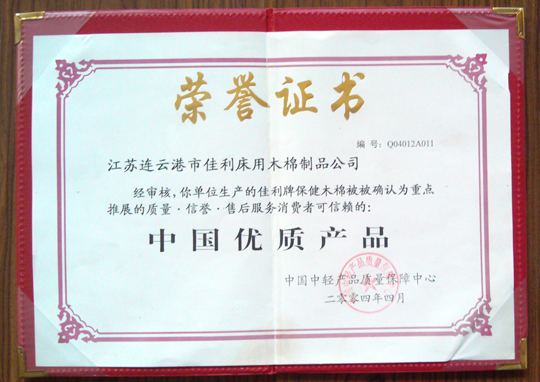 荣誉证书
编 号: Q04012A011
江苏连云港市佳利床用木棉制品公司
经审核,你单位生产的佳利牌保健木棉被被确认为重点
推展的质量·信誉·售后服务消费者可信赖的:
中国优质产品
中国中轻产品质量保障中心
二零零四年四月